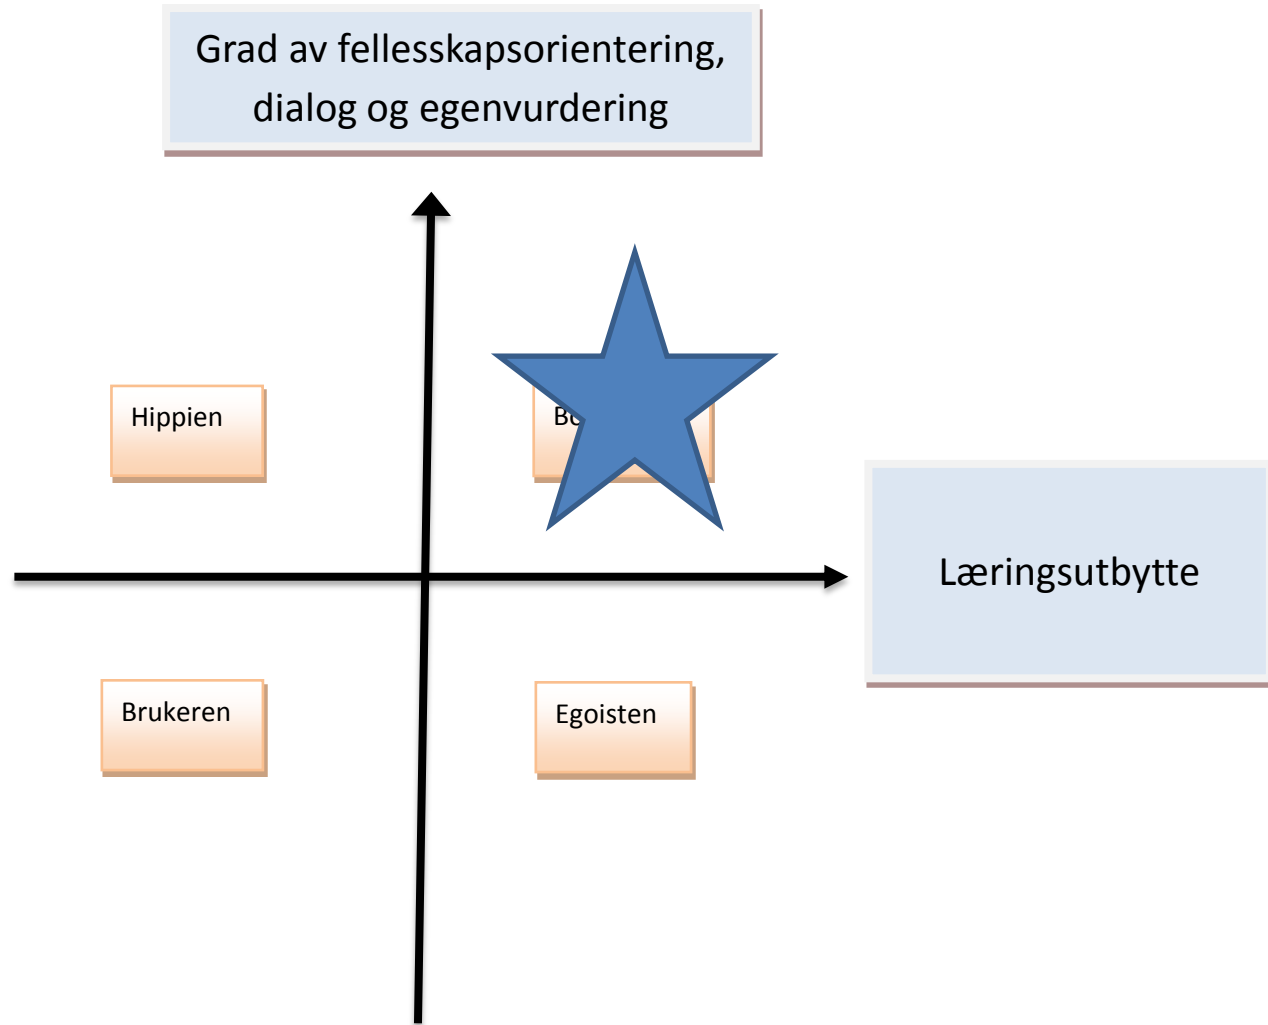 Grad av fellesskapsorientering,
dialog og egenvurdering
Hippien
Læringsutbytte
Brukeren
Egoisten